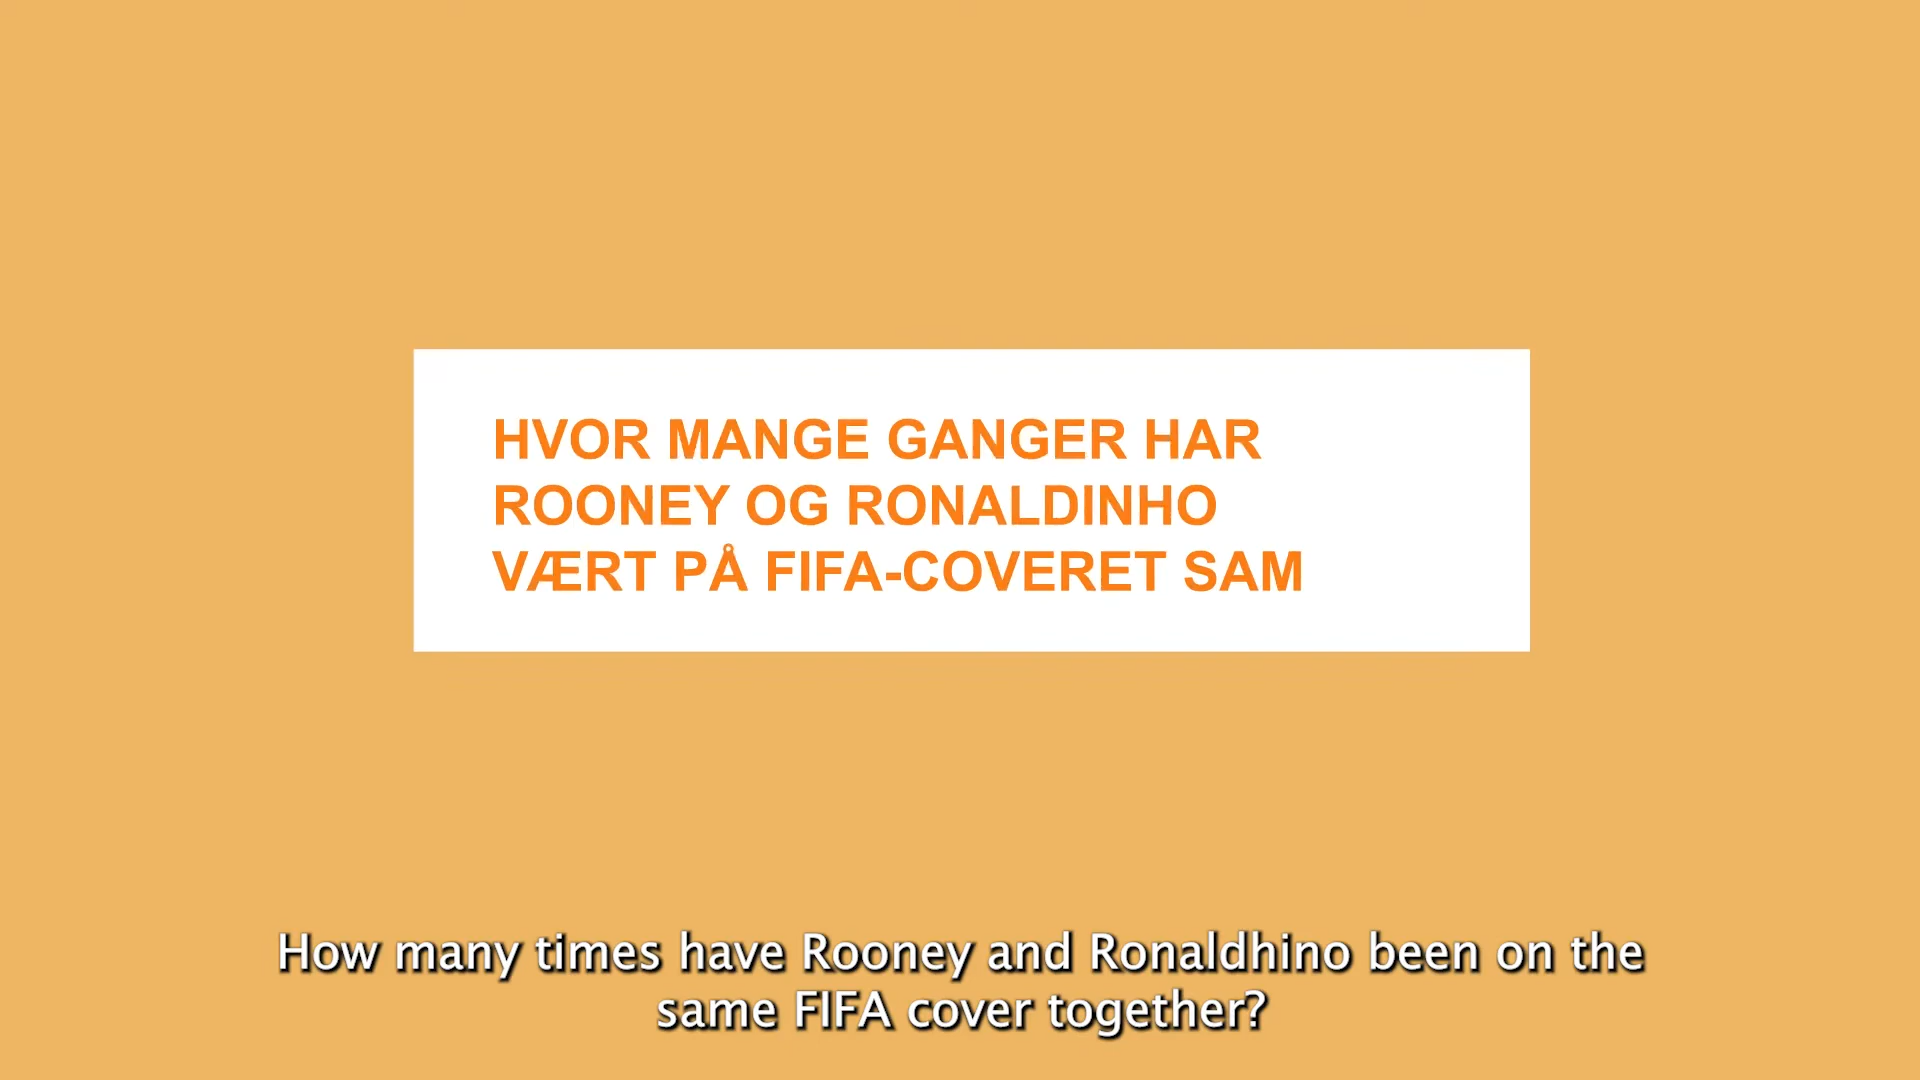 HVOR MANGE GANGER HAR
ROONEY OG RONALDINHO
VÆRT PÅ FIFA-COVERET SAM
How many times have Rooney and Ronaldhino been on the
same FIFA cover together?